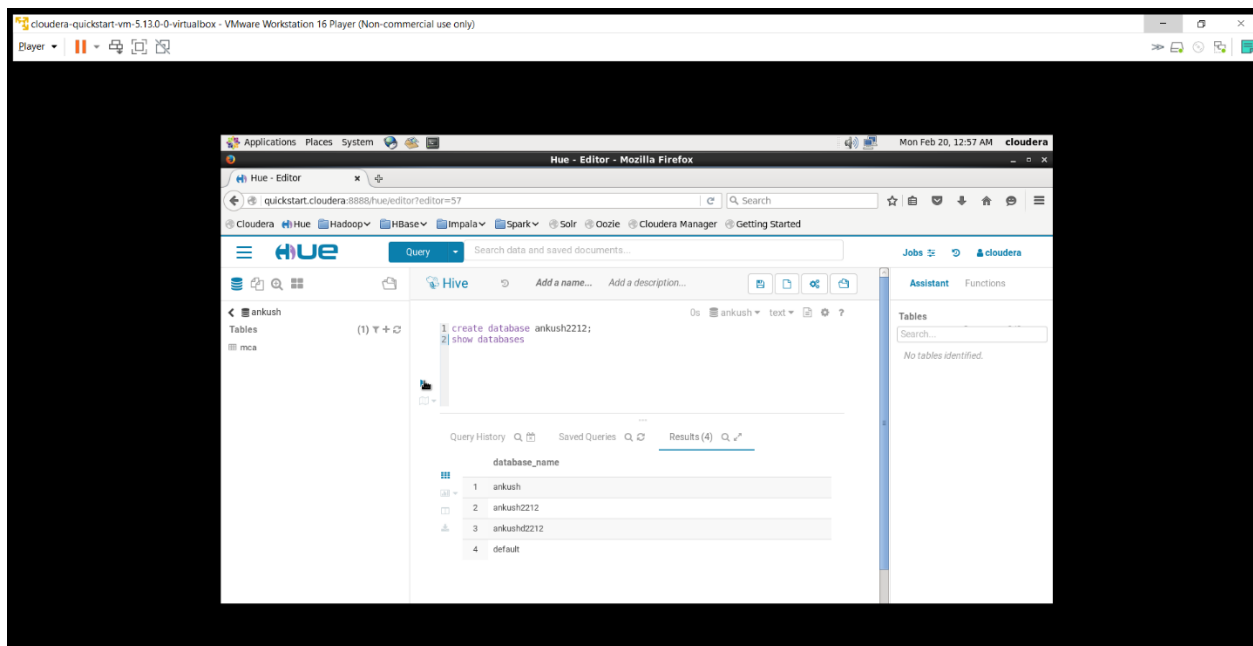 cloudera-quickstart-vm-5.13.0-0-virtualbox - VMware Workstation 16 Player (Non-commercial use only)
Player
Applications Places System Mon Feb 20, 12:57 AM cloudera
Hue - Editor - Mozilla Firefox
Hue - Editor
quickstart.cloudera:8888/hue/editor?editor=57 Search
Cloudera Hue Hadoop HBase Impala Spark Solr Oozie Cloudera Manager Getting Started
HUE Query Search data and saved documents... Jobs cloudera
Hive Add a name... Add a description... Assistant Functions
ankush 0s ankush text ?
Tables (1) 1 create database ankush2212; Tables
2 show databases Search...
mca No tables identified.
Query History Saved Queries Results (4)
database_name
1 ankush
2 ankush2212
3 ankushd2212
4 default